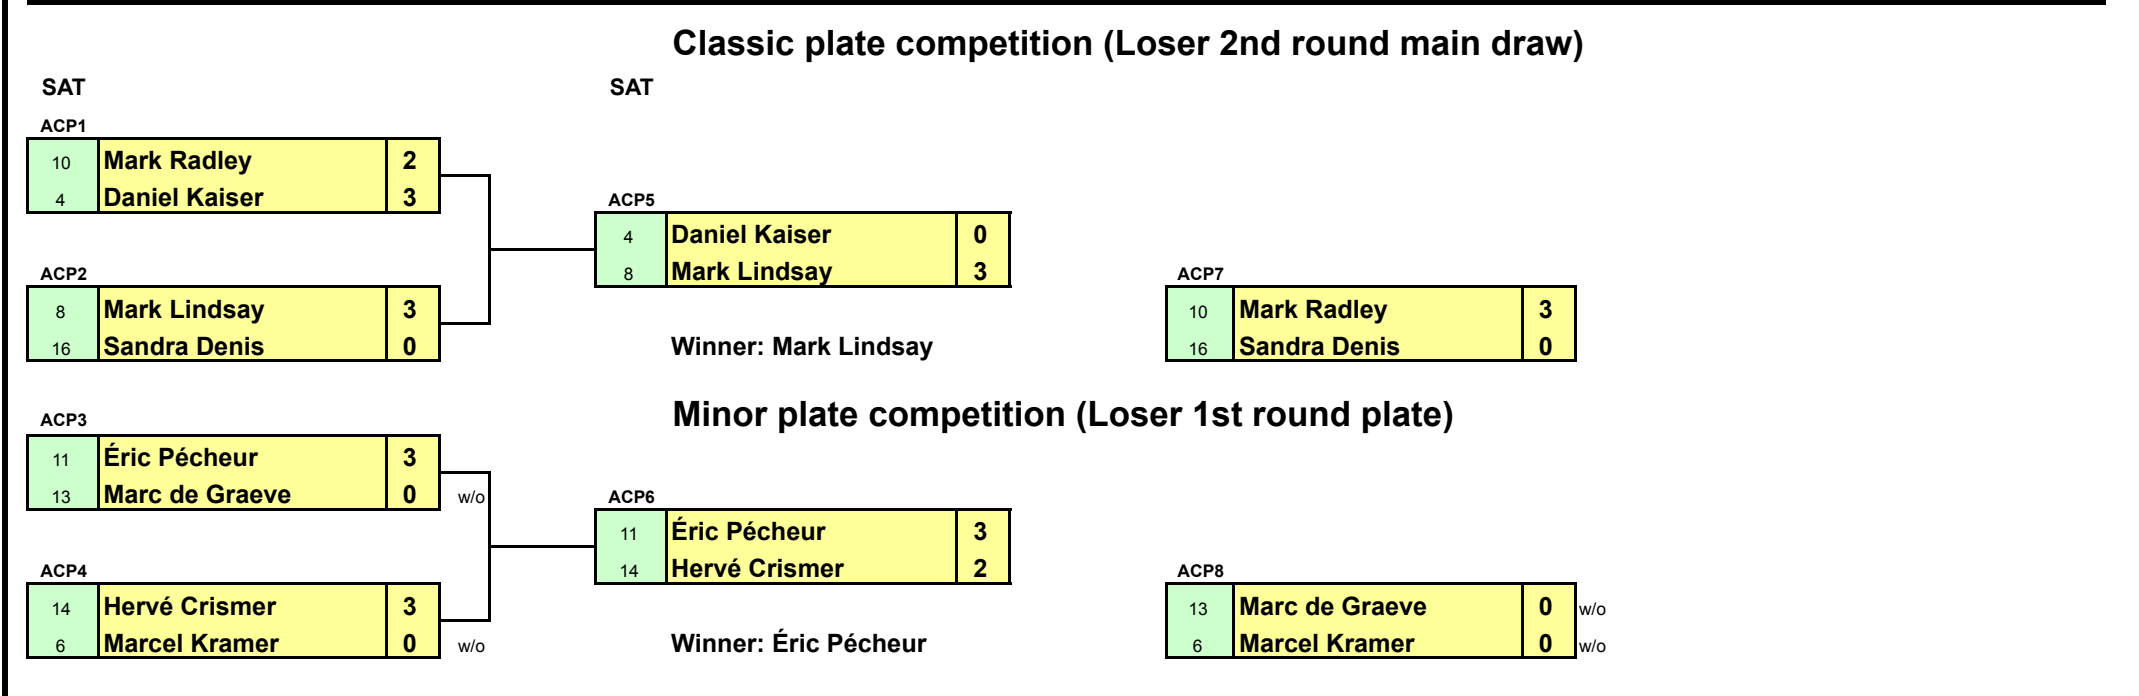 Classic plate competition (Loser 2nd round main draw)
SAT SAT
ACP1
10 Mark Radley 2
4 Daniel Kaiser 3
ACP5
4 Daniel Kaiser 0
8 Mark Lindsay 3
ACP2
8 Mark Lindsay 3
16 Sandra Denis 0
Winner: Mark Lindsay
ACP7
10 Mark Radley 3
16 Sandra Denis 0
Minor plate competition (Loser 1st round plate)
ACP3
11 Éric Pécheur 3
13 Marc de Graeve 0 w/o
ACP6
11 Éric Pécheur 3
14 Hervé Crismer 2
ACP4
14 Hervé Crismer 3
6 Marcel Kramer 0 w/o
Winner: Éric Pécheur
ACP8
13 Marc de Graeve 0 w/o
6 Marcel Kramer 0 w/o